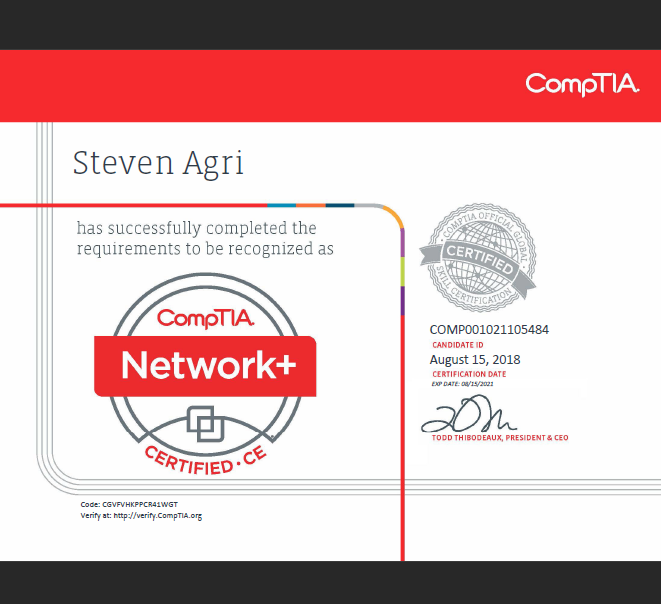 CompTIA.
Steven Agri
has successfully completed the
requirements to be recognized as
CompTIA.
Network+
CERTIFIED • CE
COMPTIA OFFICIAL GLOBAL
CERTIFIED
SKILL CERTIFICATION
COMP001021105484
CANDIDATE ID
August 15, 2018
CERTIFICATION DATE
EXP DATE: 08/15/2021
TODD THIBODEAUX, PRESIDENT & CEO
Code: CGVFVHKPPCR41WGT
Verify at: http://verify.CompTIA.org